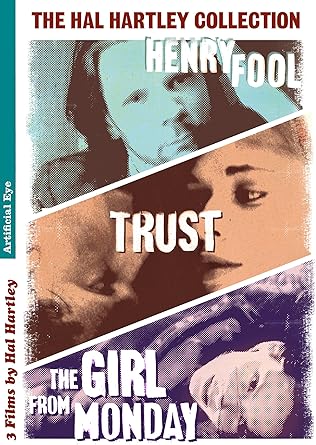 THE HAL HARTLEY COLLECTION
HENRY FOOL
TRUST
THE GIRL
FROM MONDAY
3 Films by Hal Hartley
Artificial Eye